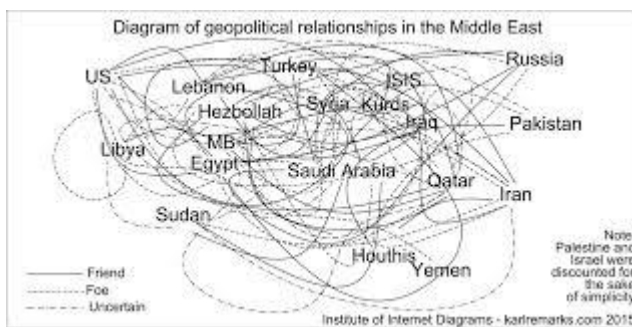 Diagram of geopolitical relationships in the Middle East
US
Turkey
Russia
Lebanon
ISIS
Hezbollah
Syria
Kurds
Iraq
Pakistan
MB
Libya
Egypt
Saudi Arabia
Qatar
Iran
Sudan
Houthis
Yemen
Friend
Foe
Uncertain
Note
Palestine and
Israel were
discounted for
the sake
of simplicity
Institute of Internet Diagrams - karlremarks.com 2015